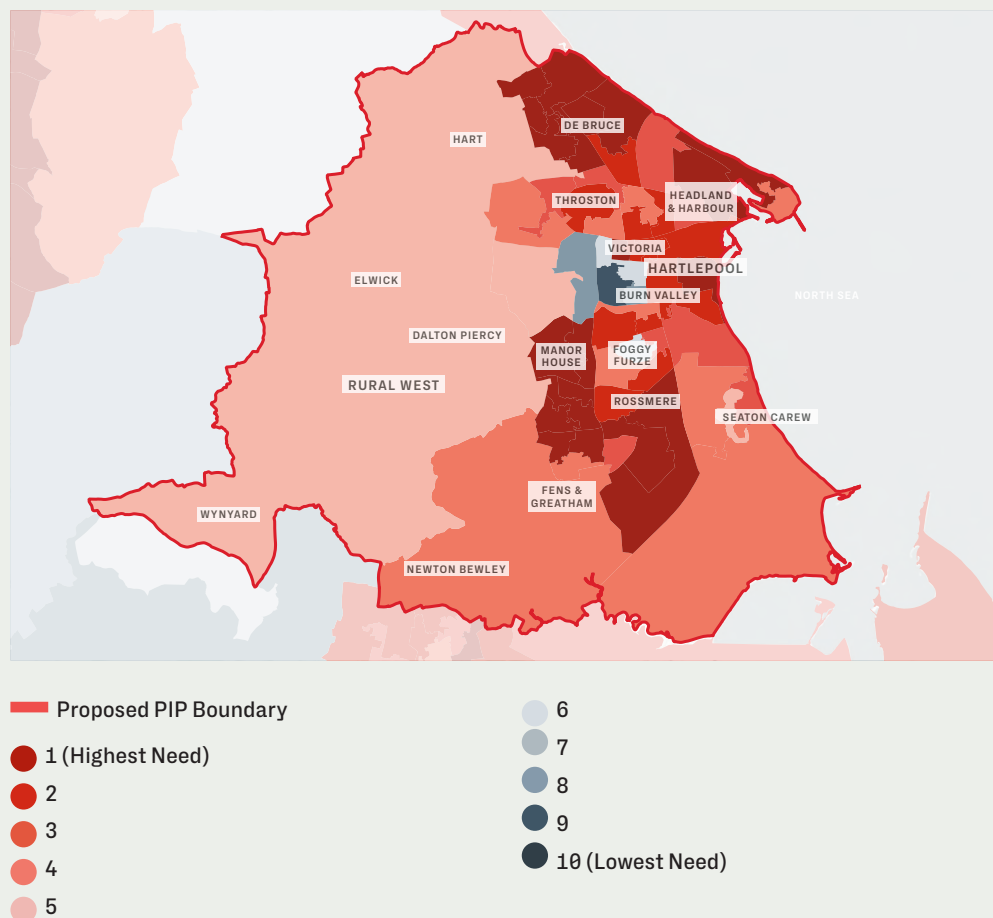 DE BRUCE
HART
HEADLAND
& HARBOUR
THROSTON
VICTORIA
HARTLEPOOL
ELWICK
BURN VALLEY
NORTH SEA
DALTON PIERCY
MANOR
HOUSE
FOGGY
FURZE
RURAL WEST
ROSSMERE
SEATON CAREW
FENS &
GREATHAM
WYNYARD
NEWTON BEWLEY
Proposed PIP Boundary
1 (Highest Need)
2
3
4
5
6
7
8
9
10 (Lowest Need)